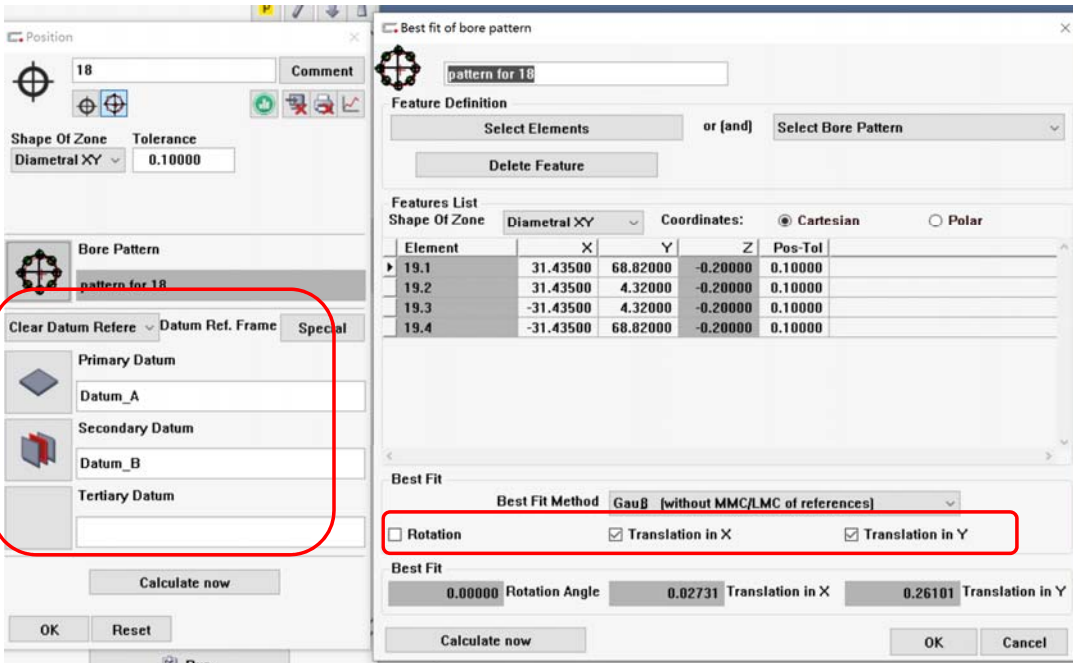 P
Position
18
Comment
Shape Of Zone Tolerance
Diametral XY 0.10000
Bore Pattern
pattern for 18
Clear Datum Refere Datum Ref. Frame Special
Primary Datum
Datum_A
Secondary Datum
Datum_B
Tertiary Datum
Calculate now
OK Reset
Best fit of bore pattern
pattern for 18
Feature Definition
Select Elements or (and) Select Bore Pattern
Delete Feature
Features List
Shape Of Zone Diametral XY Coordinates: Cartesian Polar
Element X Y Z Pos-Tol
19.1 31.43500 68.82000 -0.20000 0.10000
19.2 31.43500 4.32000 -0.20000 0.10000
19.3 -31.43500 4.32000 -0.20000 0.10000
19.4 -31.43500 68.82000 -0.20000 0.10000
Best Fit
Best Fit Method Gauß (without MMC/LMC of references)
Rotation Translation in X Translation in Y
Best Fit
0.00000 Rotation Angle 0.02731 Translation in X 0.26101 Translation in Y
Calculate now OK Cancel